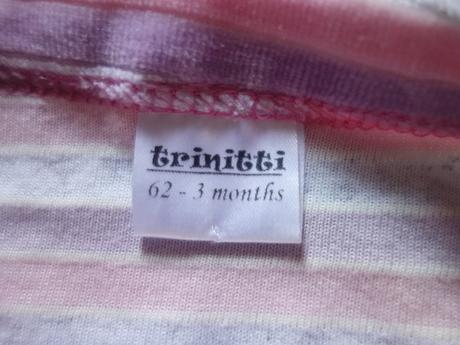 trinitti
62 - 3 months